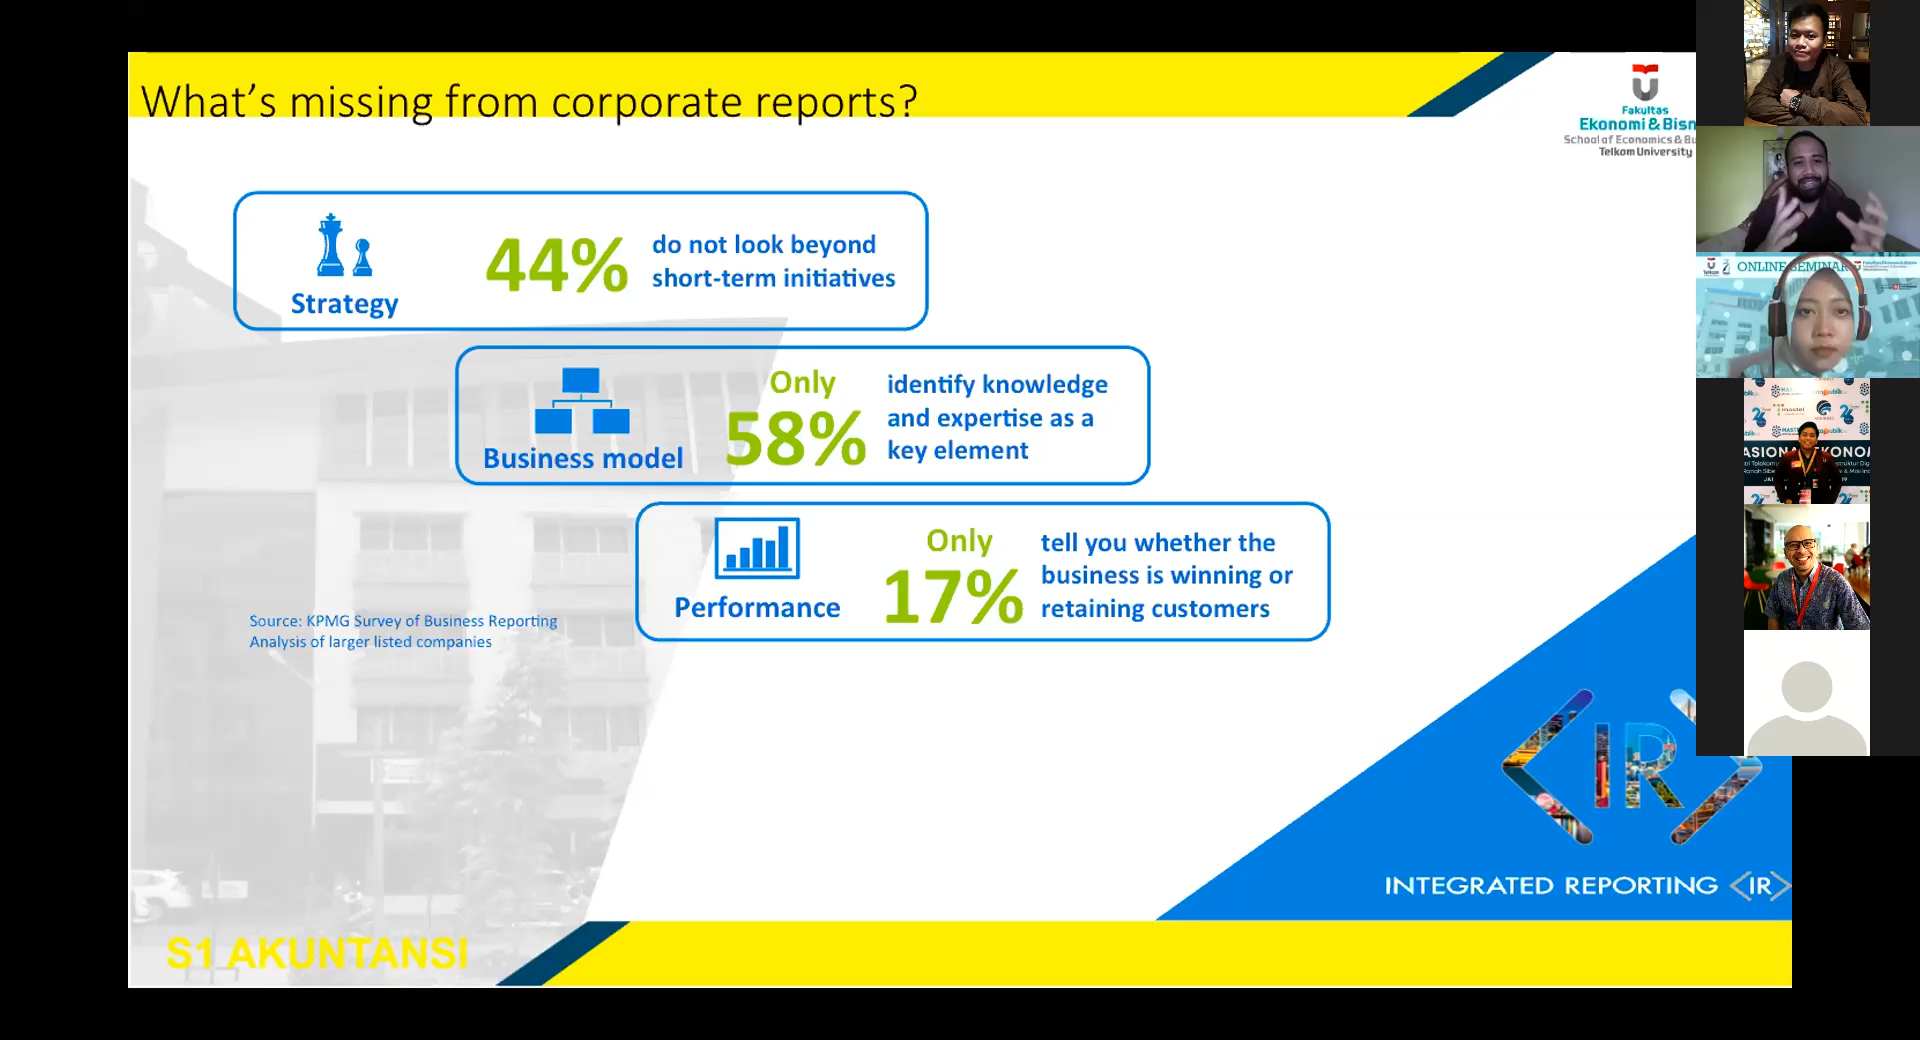 What's missing from corporate reports?
Fakultas
Ekonomi & Bisn
School of Economics & Bu
Telkom University
44%
do not look beyond
short-term initiatives
Strategy
Only
58%
identify knowledge
and expertise as a
key element
Business model
Only
17%
tell you whether the
business is winning or
retaining customers
Performance
Source: KPMG Survey of Business Reporting
Analysis of larger listed companies
IR
INTEGRATED REPORTING <IR>
S1 AKUNTANSI
ONLINE SEMINAR
ASIONAL EKONOM